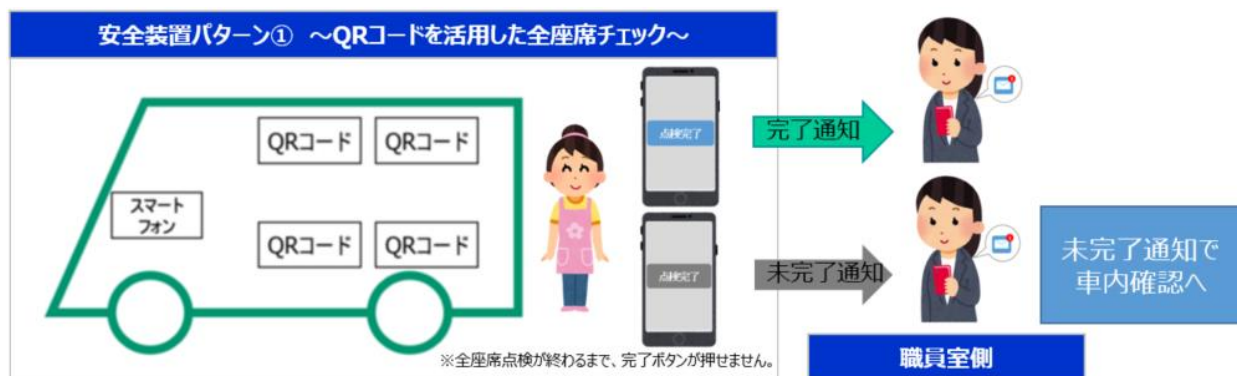 安全装置パターン① ～QRコードを活用した全座席チェック～
QRコード QRコード
スマート
フォン
QRコード QRコード
点検完了
点検完了
※全座席点検が終わるまで、完了ボタンが押せません。
完了通知
未完了通知
未完了通知で
車内確認へ
職員室側